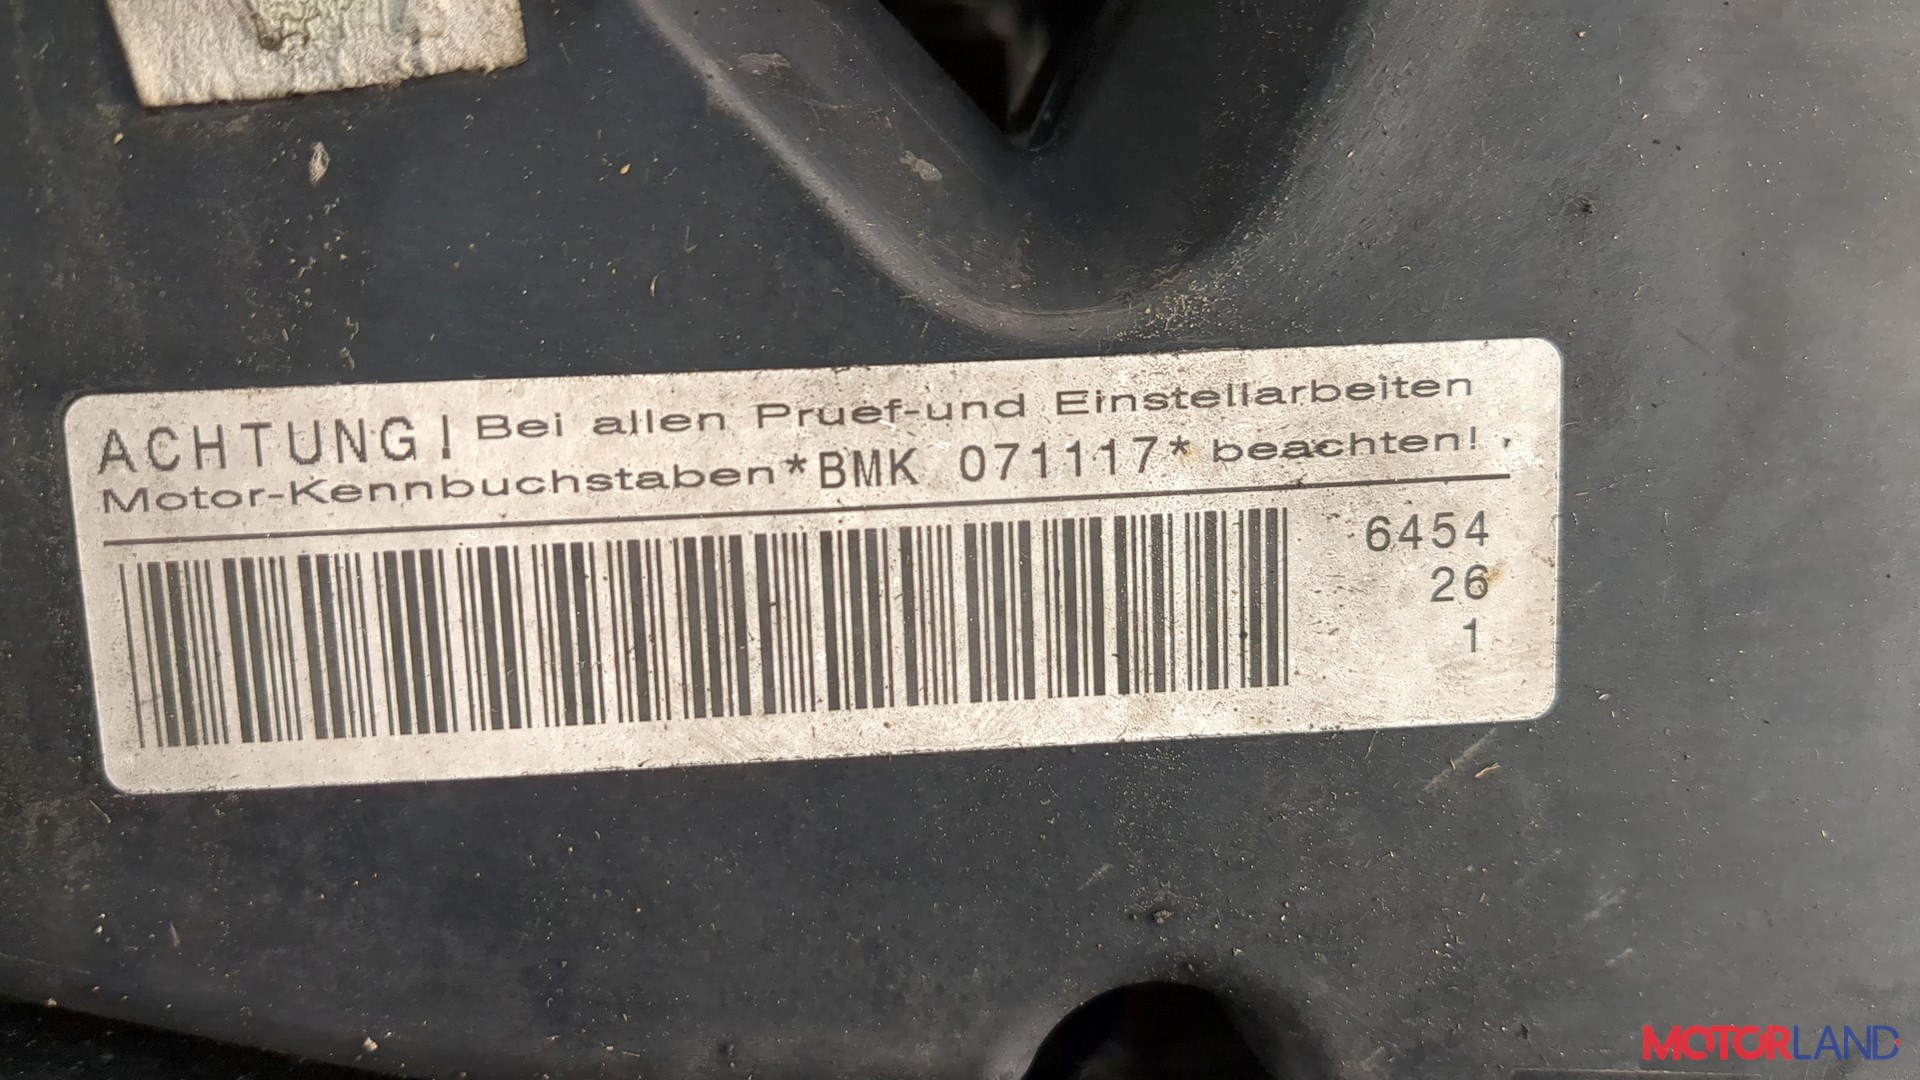 ACHTUNG! Bei allen Pruef-und Einstellarbeiten
Motor-Kennbuchstaben*BMK 071117* beachten!
6454
26
1
MOTORLAND